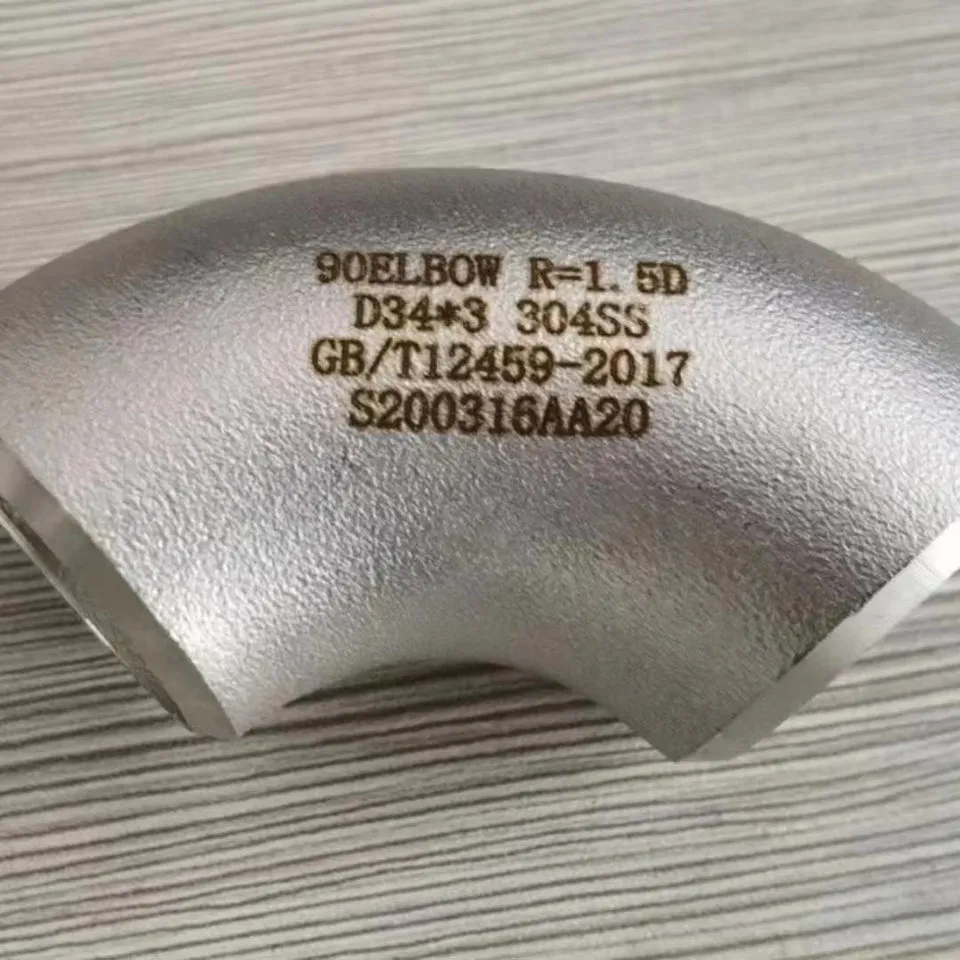 90ELBOW R=1.5D
D34*3 304SS
GB/T12459-2017
S200316AA20